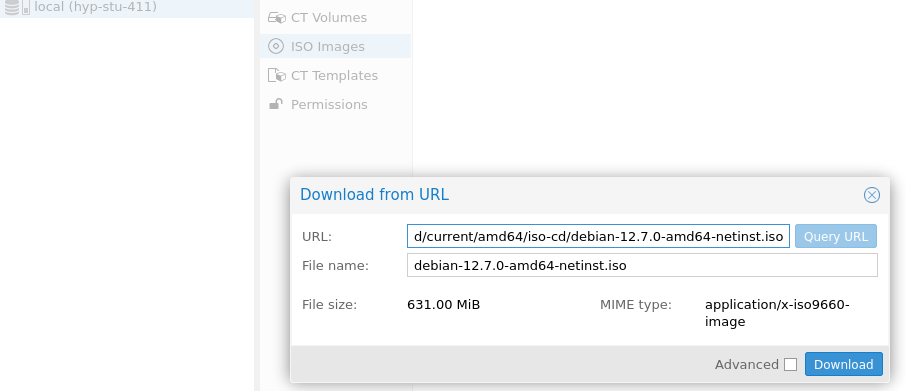 local (hyp-stu-411)
CT Volumes
ISO Images
CT Templates
Permissions
Download from URL
URL: d/current/amd64/iso-cd/debian-12.7.0-amd64-netinst.iso Query URL
File name: debian-12.7.0-amd64-netinst.iso
File size: 631.00 MiB MIME type: application/x-iso9660-
image
Advanced Download